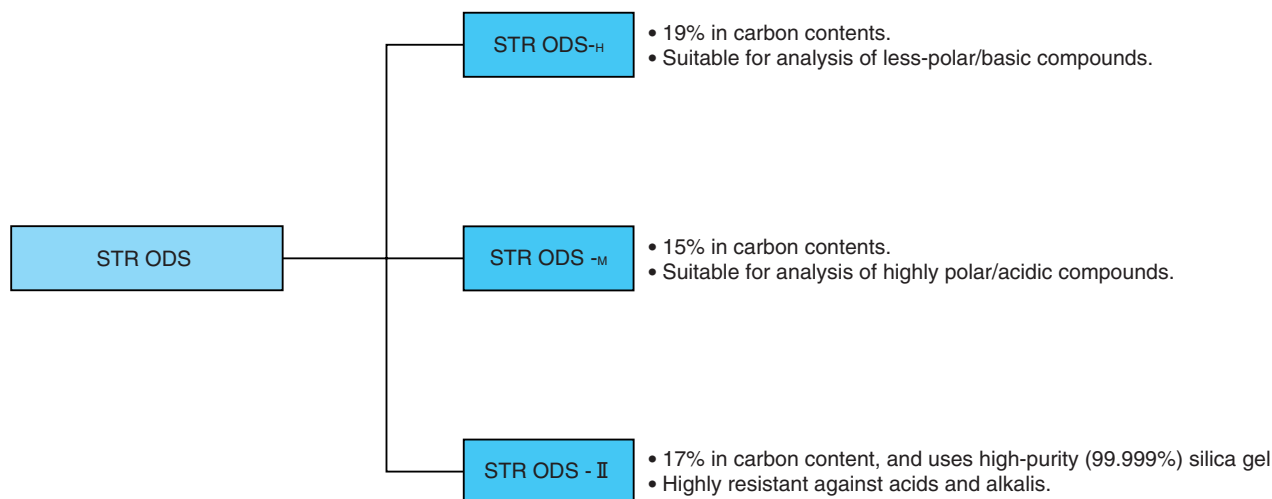 STR ODS-H
• 19% in carbon contents.
• Suitable for analysis of less-polar/basic compounds.
STR ODS
STR ODS -M
• 15% in carbon contents.
• Suitable for analysis of highly polar/acidic compounds.
STR ODS - Ⅱ
• 17% in carbon content, and uses high-purity (99.999%) silica gel
• Highly resistant against acids and alkalis.